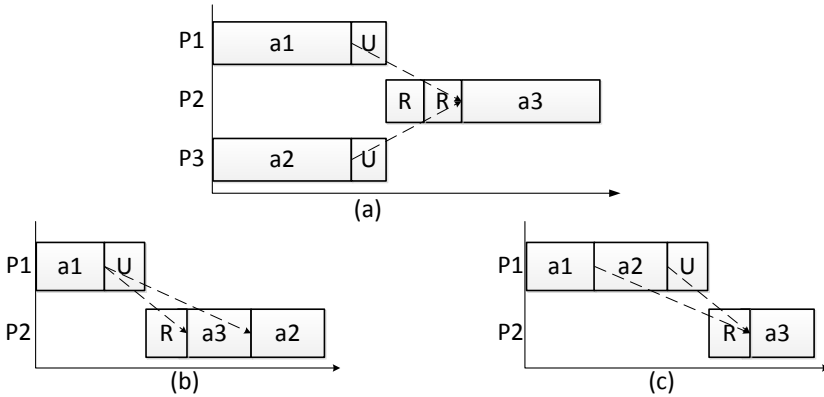 P1 a1 U
P2 R R a3
P3 a2 U
(a)
P1 a1 U
P2 R a3 a2
(b)
P1 a1 a2 U
P2 R a3
(c)